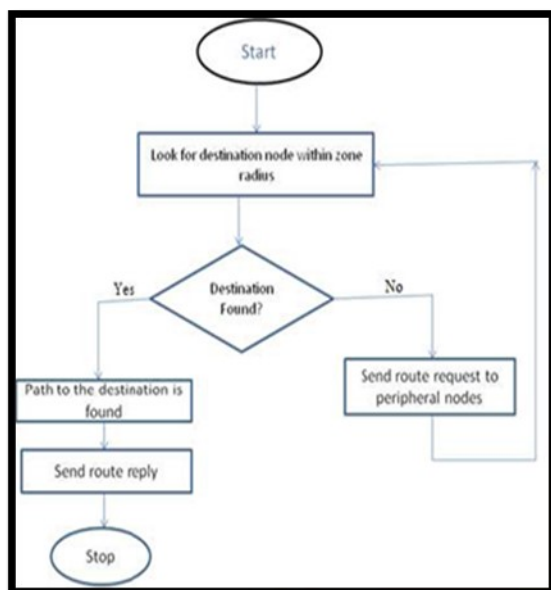 Start
Look for destination node within zone
radius
Destination
Found?
Yes
No
Path to the destination is
found
Send route request to
peripheral nodes
Send route reply
Stop